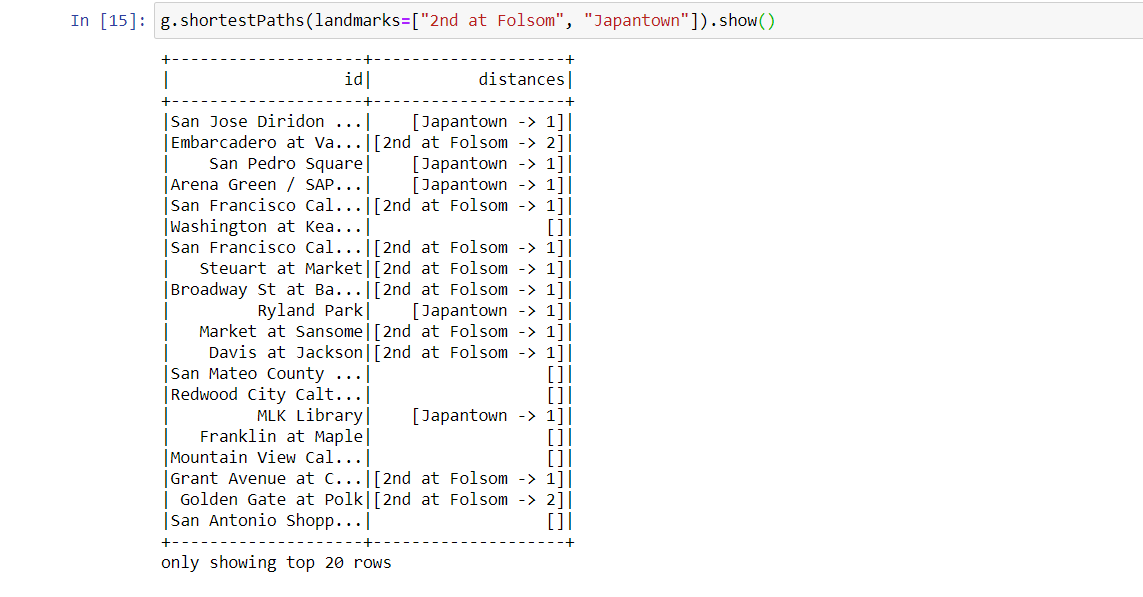 In [15]: g.shortestPaths(landmarks=["2nd at Folsom", "Japantown"]).show()
+--------------------+--------------------+
|                  id|           distances|
+--------------------+--------------------+
|San Jose Diridon ...|    [Japantown -> 1]|
|Embarcadero at Va...|[2nd at Folsom -> 2]|
|    San Pedro Square|    [Japantown -> 1]|
|Arena Green / SAP...|    [Japantown -> 1]|
|San Francisco Cal...|[2nd at Folsom -> 1]|
|Washington at Kea...|                  []|
|San Francisco Cal...|[2nd at Folsom -> 1]|
|   Steuart at Market|[2nd at Folsom -> 1]|
|Broadway St at Ba...|[2nd at Folsom -> 1]|
|         Ryland Park|    [Japantown -> 1]|
|   Market at Sansome|[2nd at Folsom -> 1]|
|    Davis at Jackson|[2nd at Folsom -> 1]|
|San Mateo County ...|                  []|
|Redwood City Calt...|                  []|
|         MLK Library|    [Japantown -> 1]|
|   Franklin at Maple|                  []|
|Mountain View Cal...|                  []|
|Grant Avenue at C...|[2nd at Folsom -> 1]|
| Golden Gate at Polk|[2nd at Folsom -> 2]|
|San Antonio Shopp...|                  []|
+--------------------+--------------------+
only showing top 20 rows